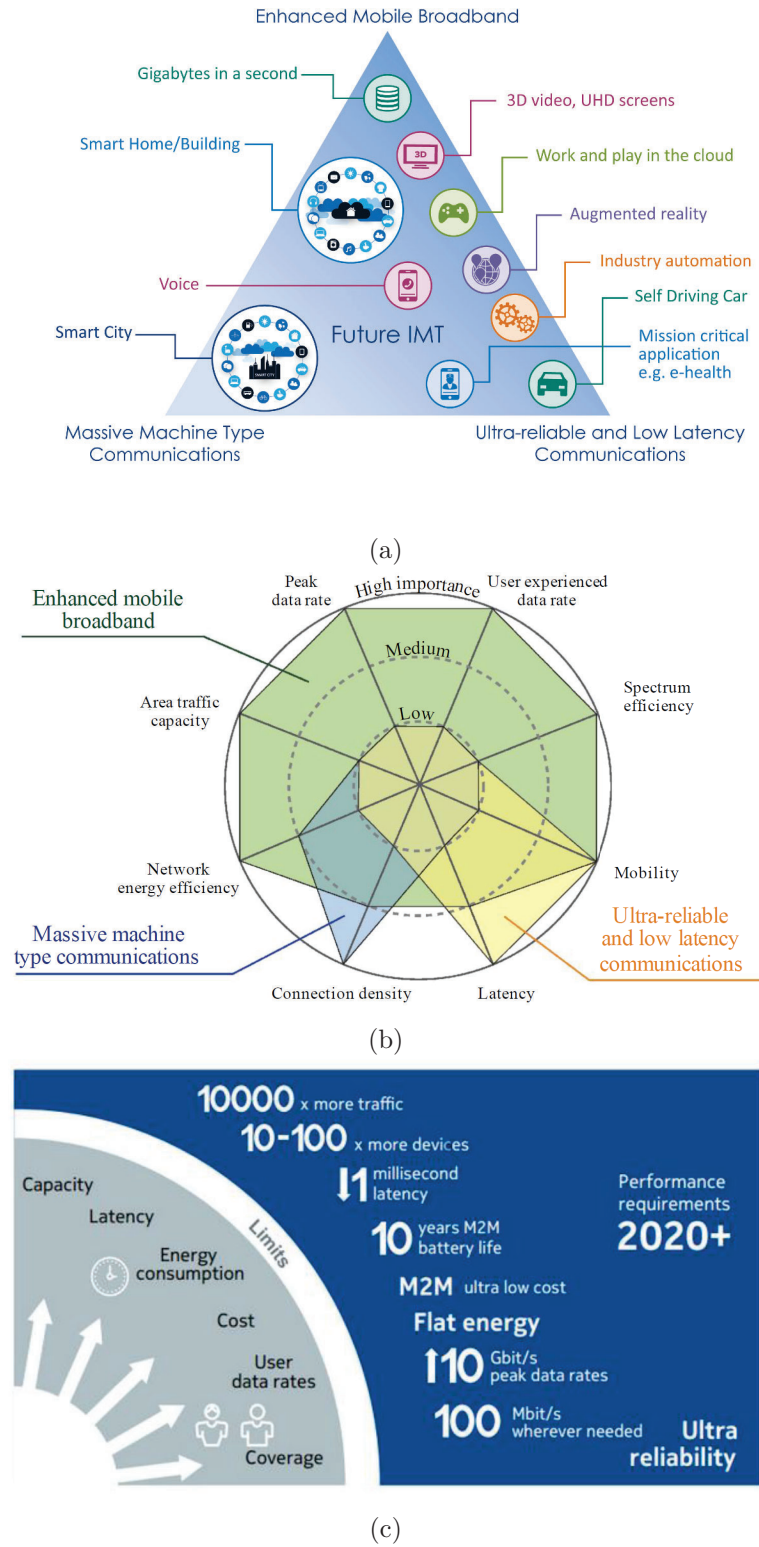 Enhanced Mobile Broadband
Gigabytes in a second
3D video, UHD screens
3D
Smart Home/Building
Work and play in the cloud
Augmented reality
Voice
Industry automation
Self Driving Car
Smart City
Future IMT
Mission critical
application
e.g. e-health
SMART CITY
Massive Machine Type
Communications
Ultra-reliable and Low Latency
Communications
(a)
Peak
data rate
High importance
User experienced
data rate
Enhanced mobile
broadband
Medium
Area traffic
capacity
Low
Spectrum
efficiency
Network
energy efficiency
Mobility
Massive machine
type communications
Ultra-reliable
and low latency
communications
Connection density
Latency
(b)
10000 x more traffic
10-100 x more devices
1 millisecond
latency
10 years M2M
battery life
M2M ultra low cost
Flat energy
10 Gbit/s
peak data rates
100 Mbit/s
wherever needed
Ultra
reliability
Performance
requirements
2020+
Limits
Capacity
Latency
Energy
consumption
Cost
User
data rates
Coverage
(c)